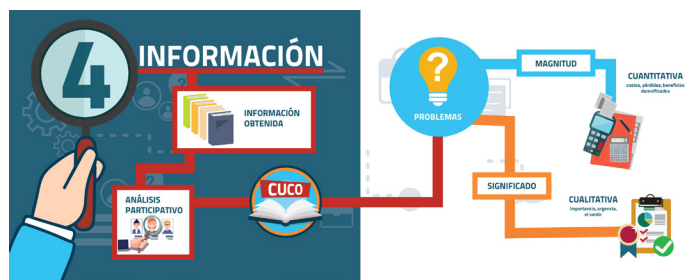 4
INFORMACIÓN
INFORMACIÓN
OBTENIDA
ANÁLISIS
PARTICIPATIVO
CUCO
?
PROBLEMAS
MAGNITUD
CUANTITATIVA
costos, pérdidas, beneficios
damnificados
SIGNIFICADO
CUALITATIVA
Importancia, urgencia,
el sentir